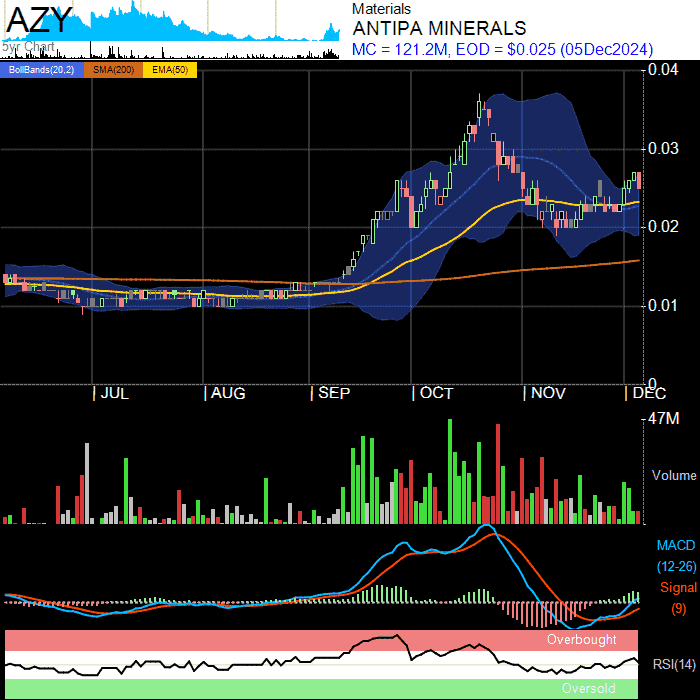 AZY
5yr Chart
Materials
ANTIPA MINERALS
MC = 121.2M, EOD = $0.025 (05Dec2024)
BollBands(20,2) SMA(200) EMA(50)
0.04
0.03
0.02
0.01
0
JUL AUG SEP OCT NOV DEC
47M
Volume
MACD
(12-26)
Signal
(9)
Overbought
RSI(14)
Oversold